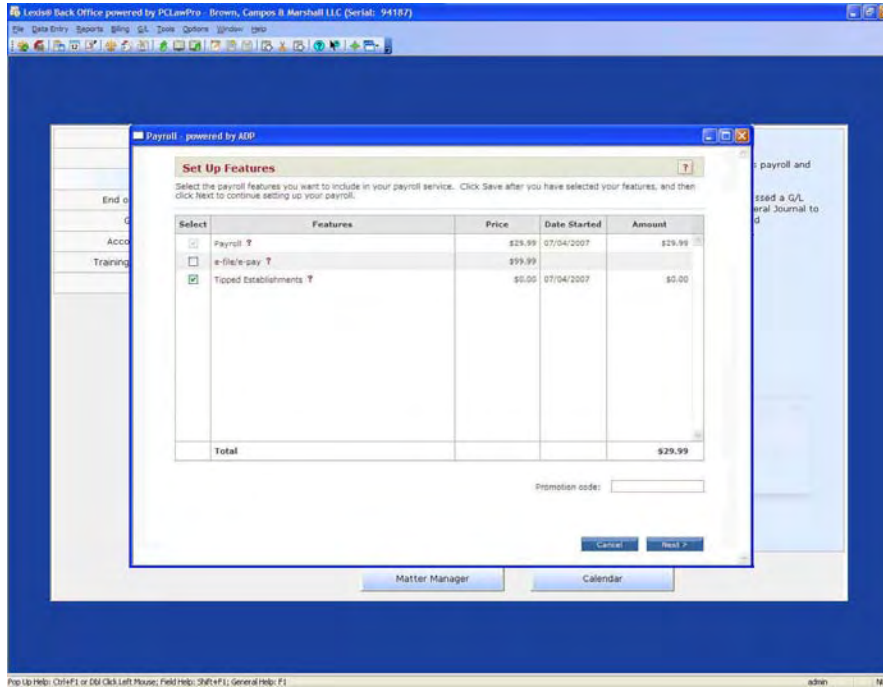 Lexis® Back Office powered by PCLawPro - Brown, Campos & Marshall LLC (Serial: 94187)
File Data Entry Reports Billing G/L Tools Options Window Help
Payroll - powered by ADP
Set Up Features ?
Select the payroll features you want to include in your payroll service. Click Save after you have selected your features, and then
click Next to continue setting up your payroll.
Select Features Price Date Started Amount
Payroll ? $29.99 07/04/2007 $29.99
e-file/e-pay ? $99.99
Tipped Establishments ? $0.00 07/04/2007 $0.00
Total $29.99
Promotion code:
Cancel Next >
End o
G
Acco
Training
payroll and
ssed a G/L
eral Journal to
d
Matter Manager Calendar
Pop Up Help: Ctrl+F1 or Dbl Click Left Mouse; Field Help: Shift+F1; General Help: F1 admin N